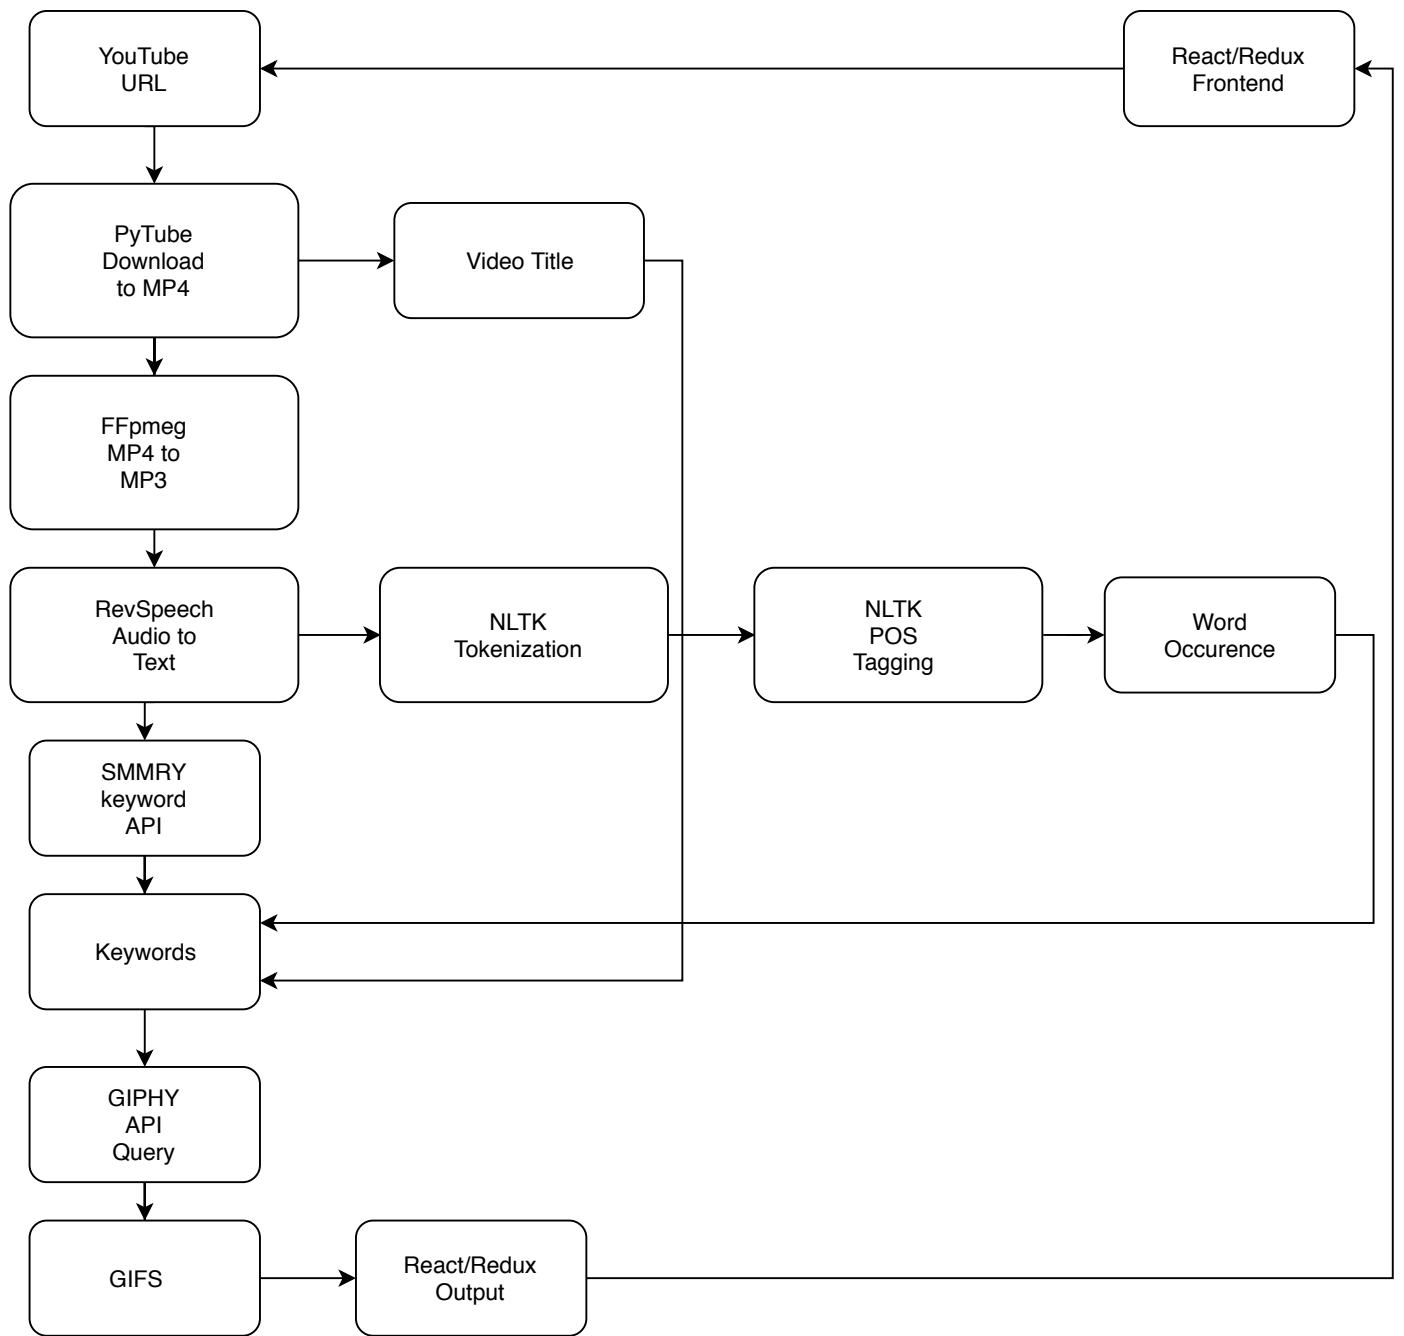 YouTube
URL
React/Redux
Frontend
PyTube
Download
to MP4
Video Title
FFpmeg
MP4 to
MP3
RevSpeech
Audio to
Text
NLTK
Tokenization
NLTK
POS
Tagging
Word
Occurence
SMMRY
keyword
API
Keywords
GIPHY
API
Query
GIFS
React/Redux
Output